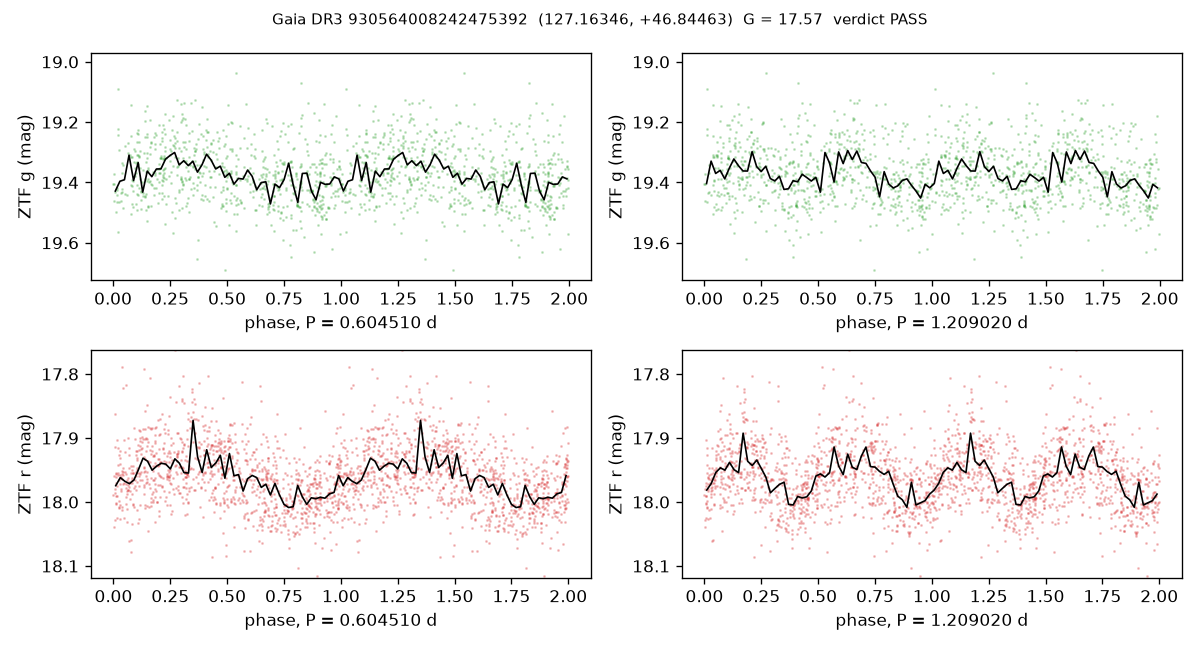 Gaia DR3 930564008242475392  (127.16346, +46.84463)  G = 17.57  verdict PASS
ZTF g (mag)
19.0
19.2
19.4
19.6
0.00 0.25 0.50 0.75 1.00 1.25 1.50 1.75 2.00
phase, P = 0.604510 d
ZTF g (mag)
19.0
19.2
19.4
19.6
0.00 0.25 0.50 0.75 1.00 1.25 1.50 1.75 2.00
phase, P = 1.209020 d
ZTF r (mag)
17.8
17.9
18.0
18.1
0.00 0.25 0.50 0.75 1.00 1.25 1.50 1.75 2.00
phase, P = 0.604510 d
ZTF r (mag)
17.8
17.9
18.0
18.1
0.00 0.25 0.50 0.75 1.00 1.25 1.50 1.75 2.00
phase, P = 1.209020 d